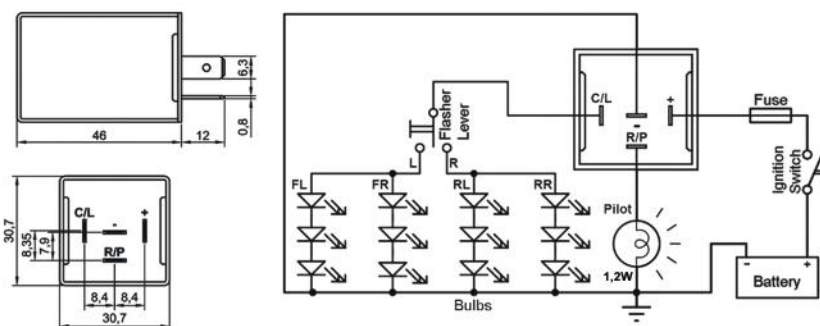 6,3
0,8
46
12
C/L
-
+
R/P
30,7
8,35
7,9
8,4
8,4
30,7
C/L
-
+
R/P
Fuse
Flasher
Lever
L
R
Ignition
Switch
FL
FR
RL
RR
Pilot
1,2W
Bulbs
-
+
Battery